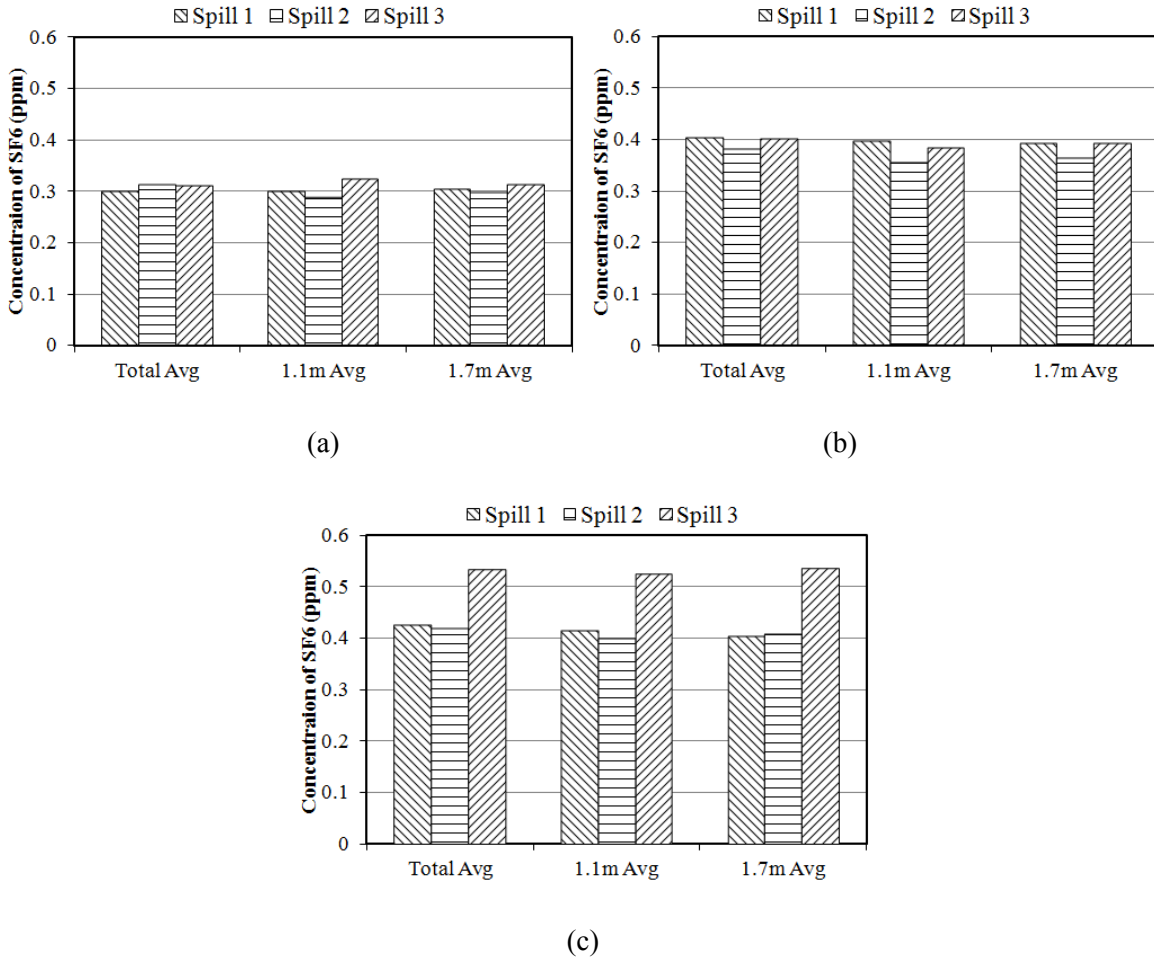 Spill 1 Spill 2 Spill 3
Concentraion of SF6 (ppm)
0.6
0.5
0.4
0.3
0.2
0.1
0
Total Avg 1.1m Avg 1.7m Avg
(a)
Spill 1 Spill 2 Spill 3
Concentraion of SF6 (ppm)
0.6
0.5
0.4
0.3
0.2
0.1
0
Total Avg 1.1m Avg 1.7m Avg
(b)
Spill 1 Spill 2 Spill 3
Concentraion of SF6 (ppm)
0.6
0.5
0.4
0.3
0.2
0.1
0
Total Avg 1.1m Avg 1.7m Avg
(c)